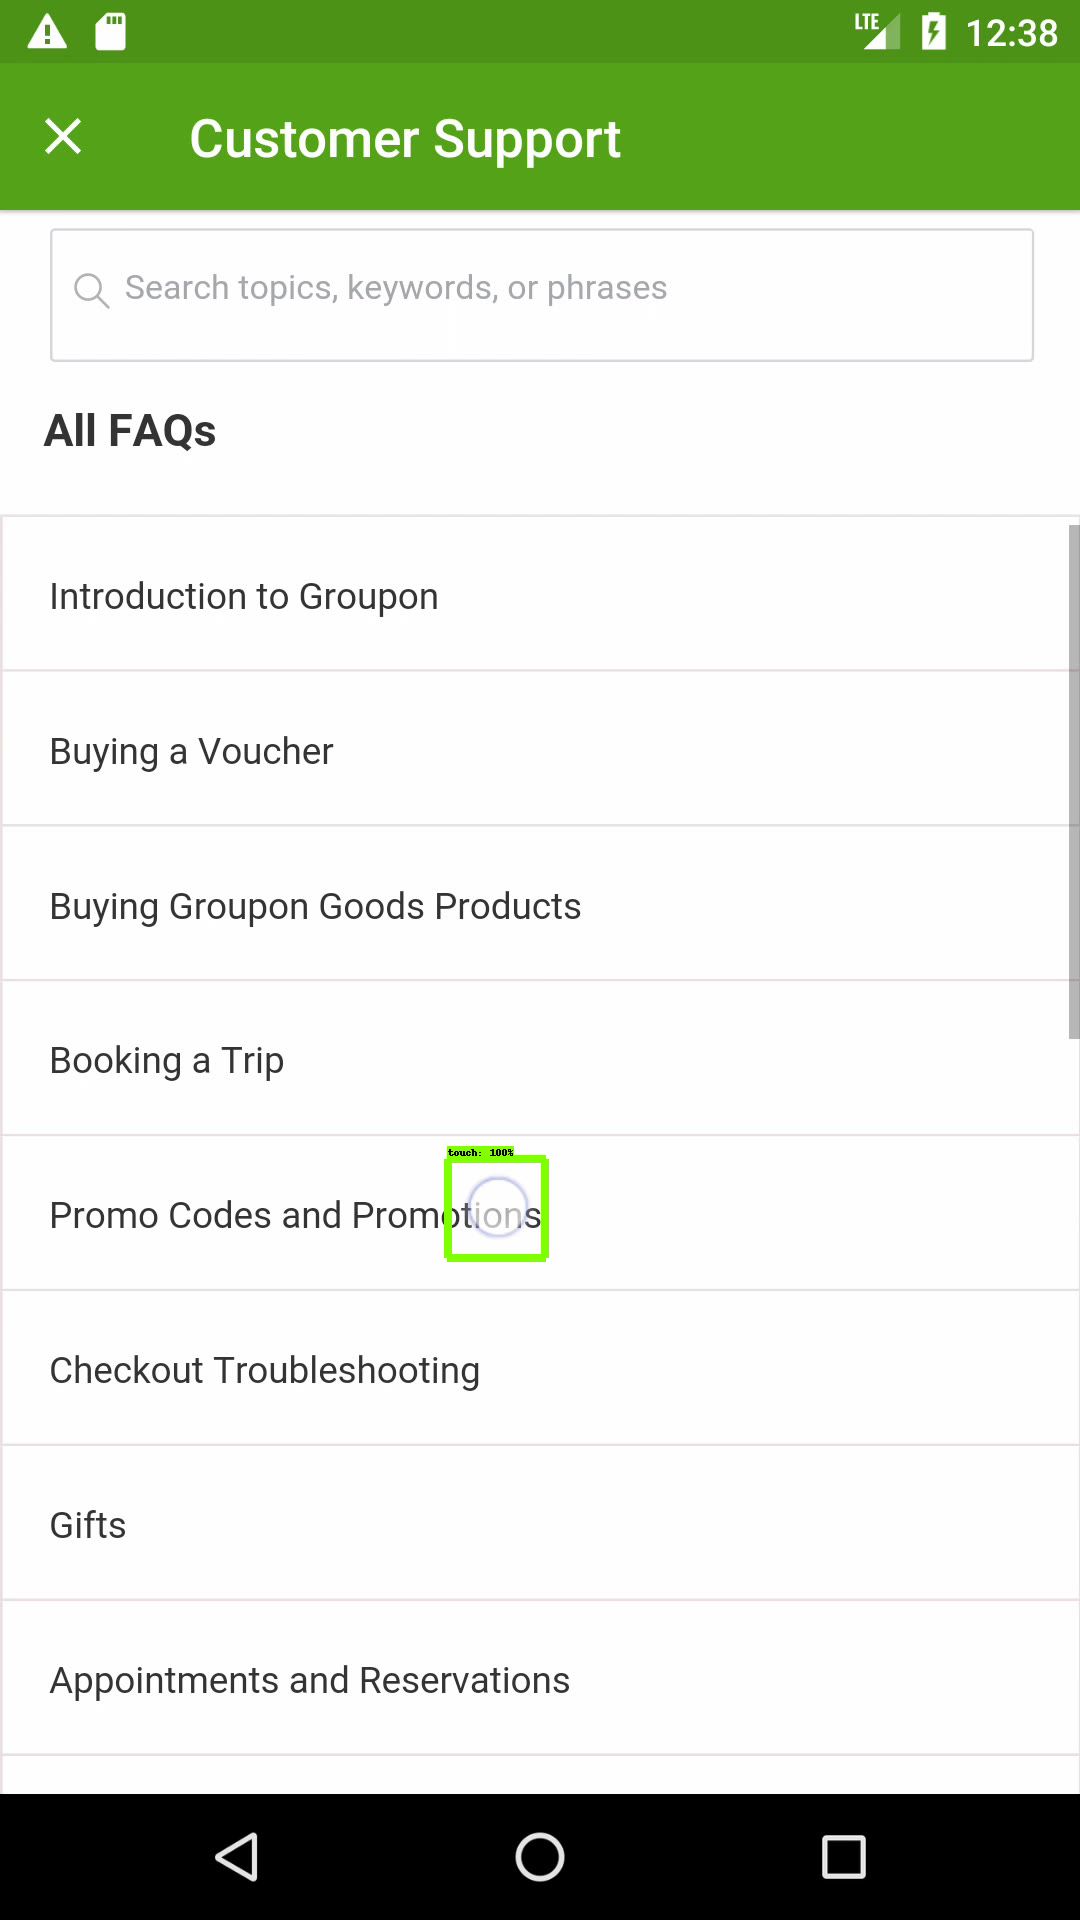 LTE 12:38
Customer Support
Search topics, keywords, or phrases
All FAQs
Introduction to Groupon
Buying a Voucher
Buying Groupon Goods Products
Booking a Trip
touch: 100%
Promo Codes and Promotions
Checkout Troubleshooting
Gifts
Appointments and Reservations